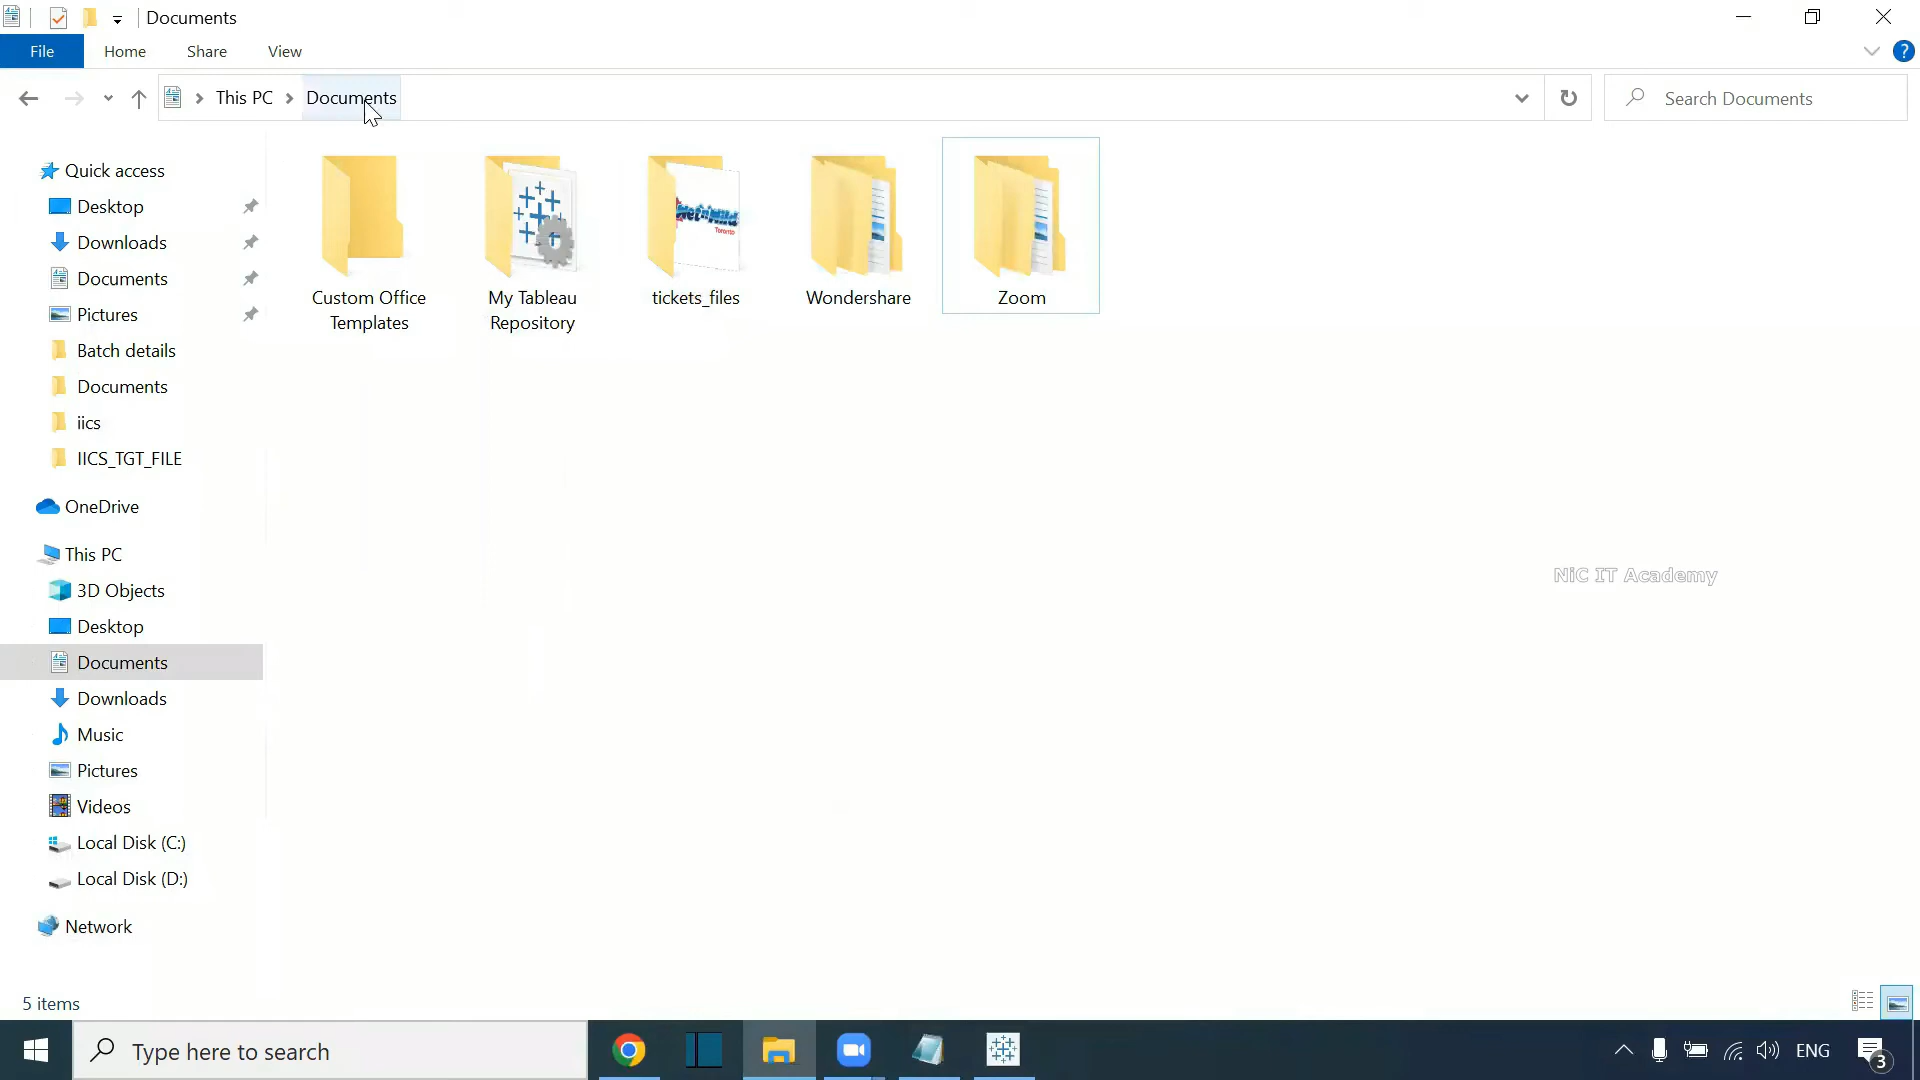 Documents
File Home Share View
?
This PC Documents
Search Documents
Quick access
Desktop
Downloads
Documents
Pictures
Batch details
Documents
iics
IICS_TGT_FILE
OneDrive
This PC
3D Objects
Desktop
Documents
Downloads
Music
Pictures
Videos
Local Disk (C:)
Local Disk (D:)
Network
Custom Office
Templates
My Tableau
Repository
Wet'n'Wild
Toronto
tickets_files
Wondershare
Zoom
NiC IT Academy
5 items
Type here to search
ENG
3